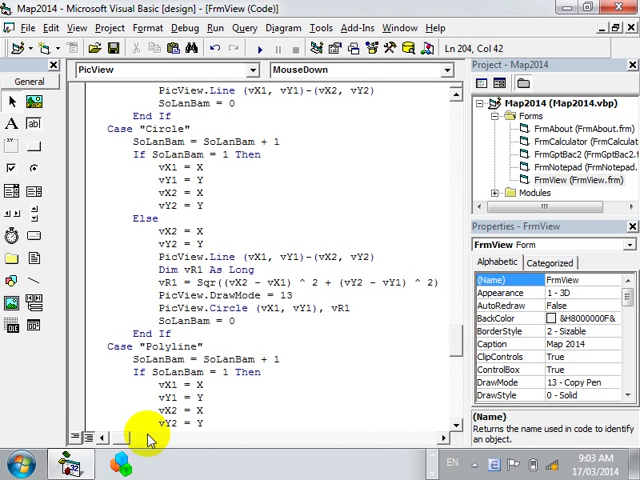 Map2014 - Microsoft Visual Basic [design] - [FrmView (Code)]
File Edit View Project Format Debug Run Query Diagram Tools Add-Ins Window Help
Ln 204, Col 42
General
PicView
MouseDown
PicView.Line (vX1, vY1)-(vX2, vY2)
SoLanBam = 0
End If
Case "Circle"
SoLanBam = SoLanBam + 1
If SoLanBam = 1 Then
vX1 = X
vY1 = Y
vX2 = X
vY2 = Y
Else
vX2 = X
vY2 = Y
PicView.Line (vX1, vY1)-(vX2, vY2)
Dim vR1 As Long
vR1 = Sqr((vX2 - vX1) ^ 2 + (vY2 - vY1) ^ 2)
PicView.DrawMode = 13
PicView.Circle (vX1, vY1), vR1
SoLanBam = 0
End If
Case "Polyline"
SoLanBam = SoLanBam + 1
If SoLanBam = 1 Then
vX1 = X
vY1 = Y
vX2 = X
vY2 = Y
Project - Map2014
Map2014 (Map2014.vbp)
Forms
FrmAbout (FrmAbout.frm)
FrmCalculator (FrmCalculator.frm)
FrmGptBac2 (FrmGptBac2.frm)
FrmNotepad (FrmNotepad.frm)
FrmView (FrmView.frm)
Modules
Properties - FrmView
FrmView Form
Alphabetic Categorized
(Name) FrmView
Appearance 1 - 3D
AutoRedraw False
BackColor &H8000000F&
BorderStyle 2 - Sizable
Caption Map 2014
ClipControls True
ControlBox True
DrawMode 13 - Copy Pen
DrawStyle 0 - Solid
(Name)
Returns the name used in code to identify
an object.
EN
9:03 AM
17/03/2014